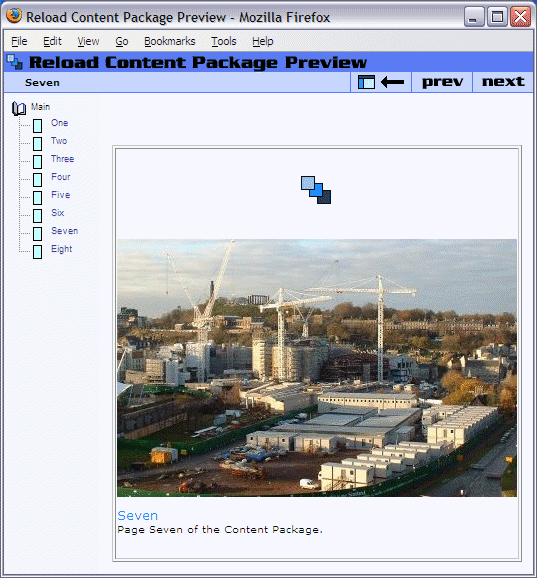 Reload Content Package Preview - Mozilla Firefox
File Edit View Go Bookmarks Tools Help
Reload Content Package Preview
Seven prev next
Main
One
Two
Three
Four
Five
Six
Seven
Eight
Seven
Page Seven of the Content Package.